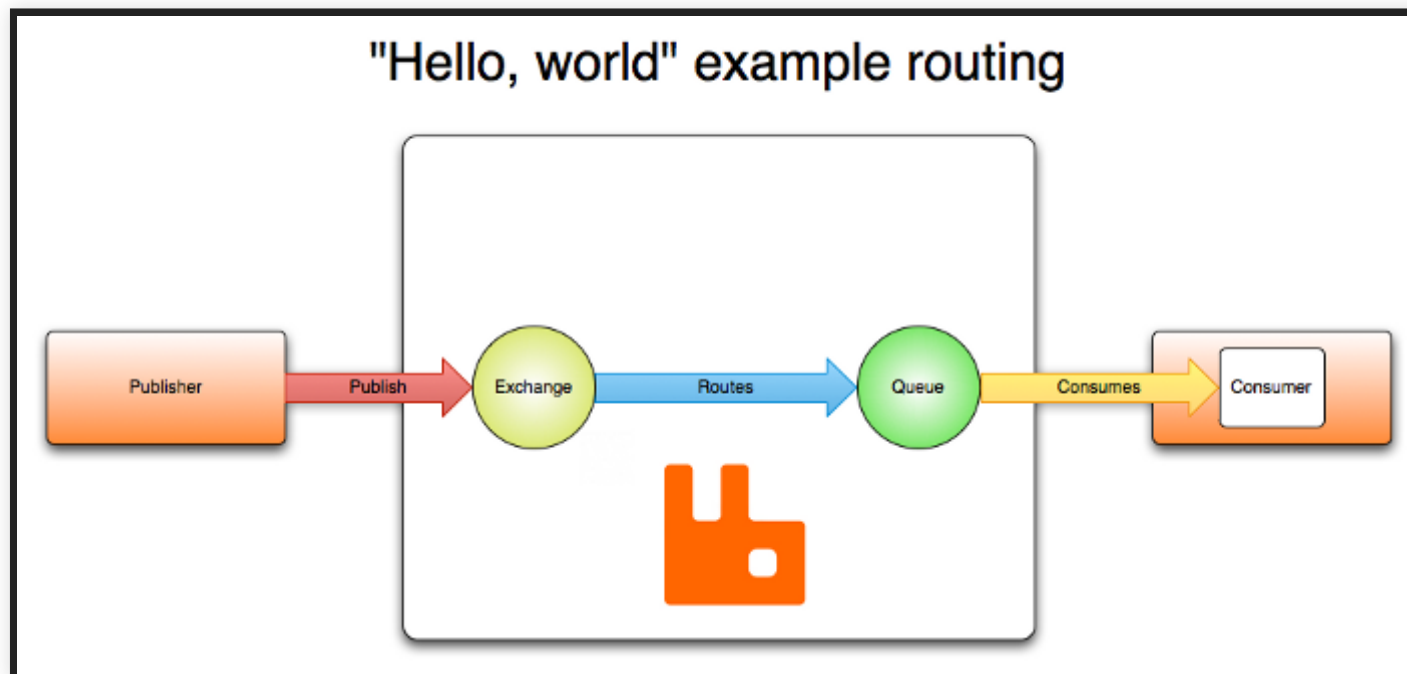 "Hello, world" example routing
Publisher
Publish
Exchange
Routes
Queue
Consumes
Consumer